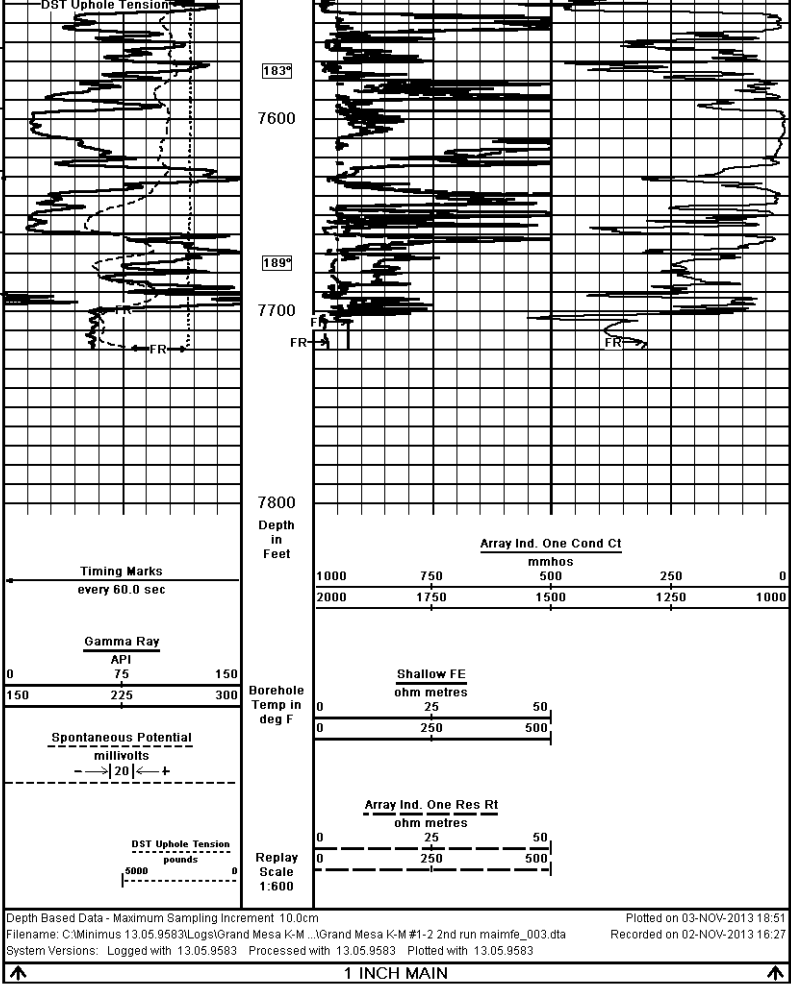 DST Uphole Tension
183°
7600
189°
7700
FR
FR
FR
FR
7800
Depth
in
Feet
Timing Marks
every 60.0 sec
Array Ind. One Cond Ct
mmhos
1000 750 500 250 0
2000 1750 1500 1250 1000
Gamma Ray
API
0 75 150
150 225 300
Borehole
Temp in
deg F
Shallow FE
ohm metres
0 25 50
0 250 500
Spontaneous Potential
millivolts
- →|20|← +
Array Ind. One Res Rt
ohm metres
0 25 50
0 250 500
DST Uphole Tension
pounds
5000 0
Replay
Scale
1:600
Depth Based Data - Maximum Sampling Increment 10.0cm Plotted on 03-NOV-2013 18:51
Filename: C:\Minimus 13.05.9583\Logs\Grand Mesa K-M ...\Grand Mesa K-M #1-2 2nd run maimfe_003.dta Recorded on 02-NOV-2013 16:27
System Versions: Logged with 13.05.9583 Processed with 13.05.9583 Plotted with 13.05.9583
1 INCH MAIN